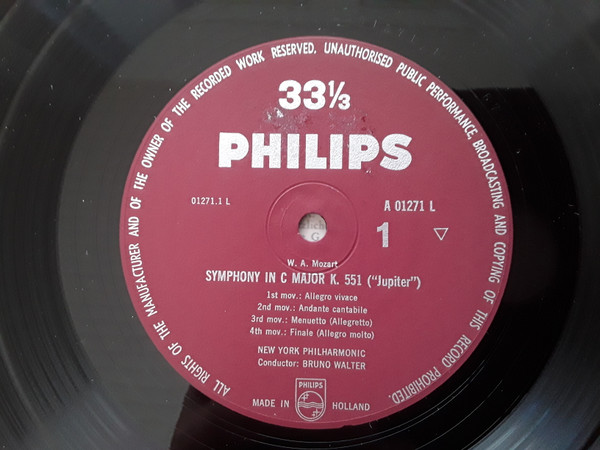 ALL RIGHTS OF THE MANUFACTURER AND OF THE OWNER OF THE RECORDED WORK RESERVED. UNAUTHORISED PUBLIC PERFORMANCE, BROADCASTING AND COPYING OF THIS RECORD PROHIBITED.
33⅓
PHILIPS
01271.1 L
A 01271 L
1
W. A. Mozart
SYMPHONY IN C MAJOR K. 551 ("Jupiter")
1st mov.: Allegro vivace
2nd mov.: Andante cantabile
3rd mov.: Menuetto (Allegretto)
4th mov.: Finale (Allegro molto)
NEW YORK PHILHARMONIC
Conductor: BRUNO WALTER
PHILIPS
MADE IN HOLLAND